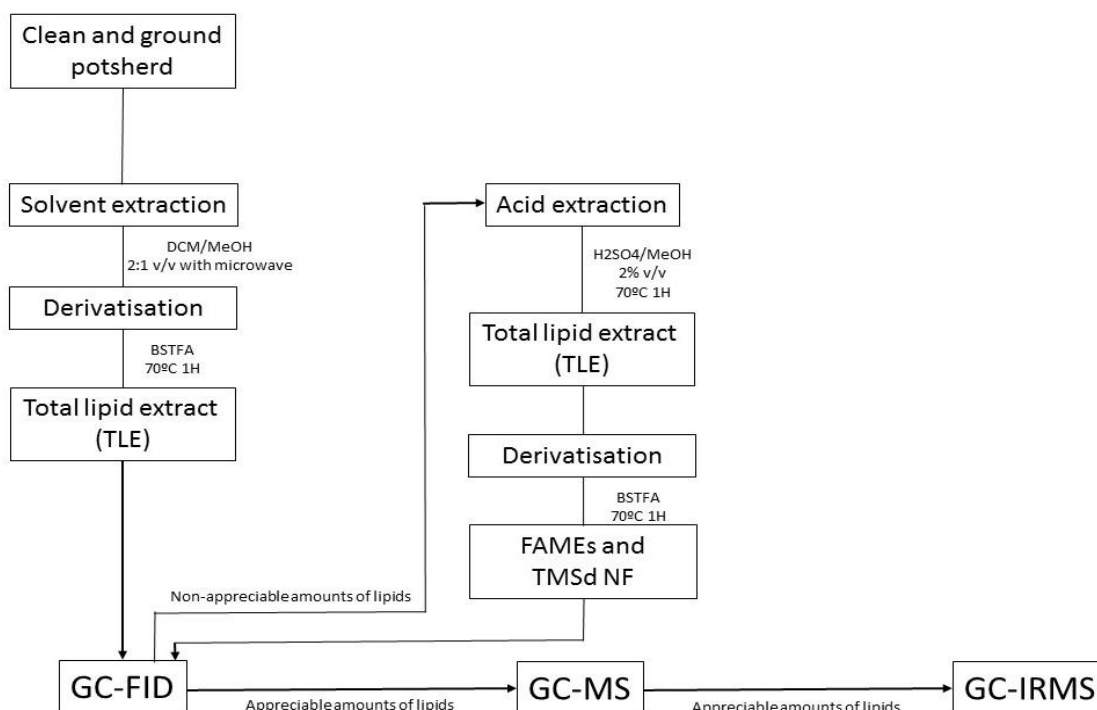 Clean and ground
potsherd
Solvent extraction
DCM/MeOH
2:1 v/v with microwave
Derivatisation
BSTFA
70ºC 1H
Total lipid extract
(TLE)
Acid extraction
H2SO4/MeOH
2% v/v
70ºC 1H
Total lipid extract
(TLE)
Derivatisation
BSTFA
70ºC 1H
FAMEs and
TMSd NF
Non-appreciable amounts of lipids
GC-FID
Appreciable amounts of lipids
GC-MS
Appreciable amounts of lipids
GC-IRMS